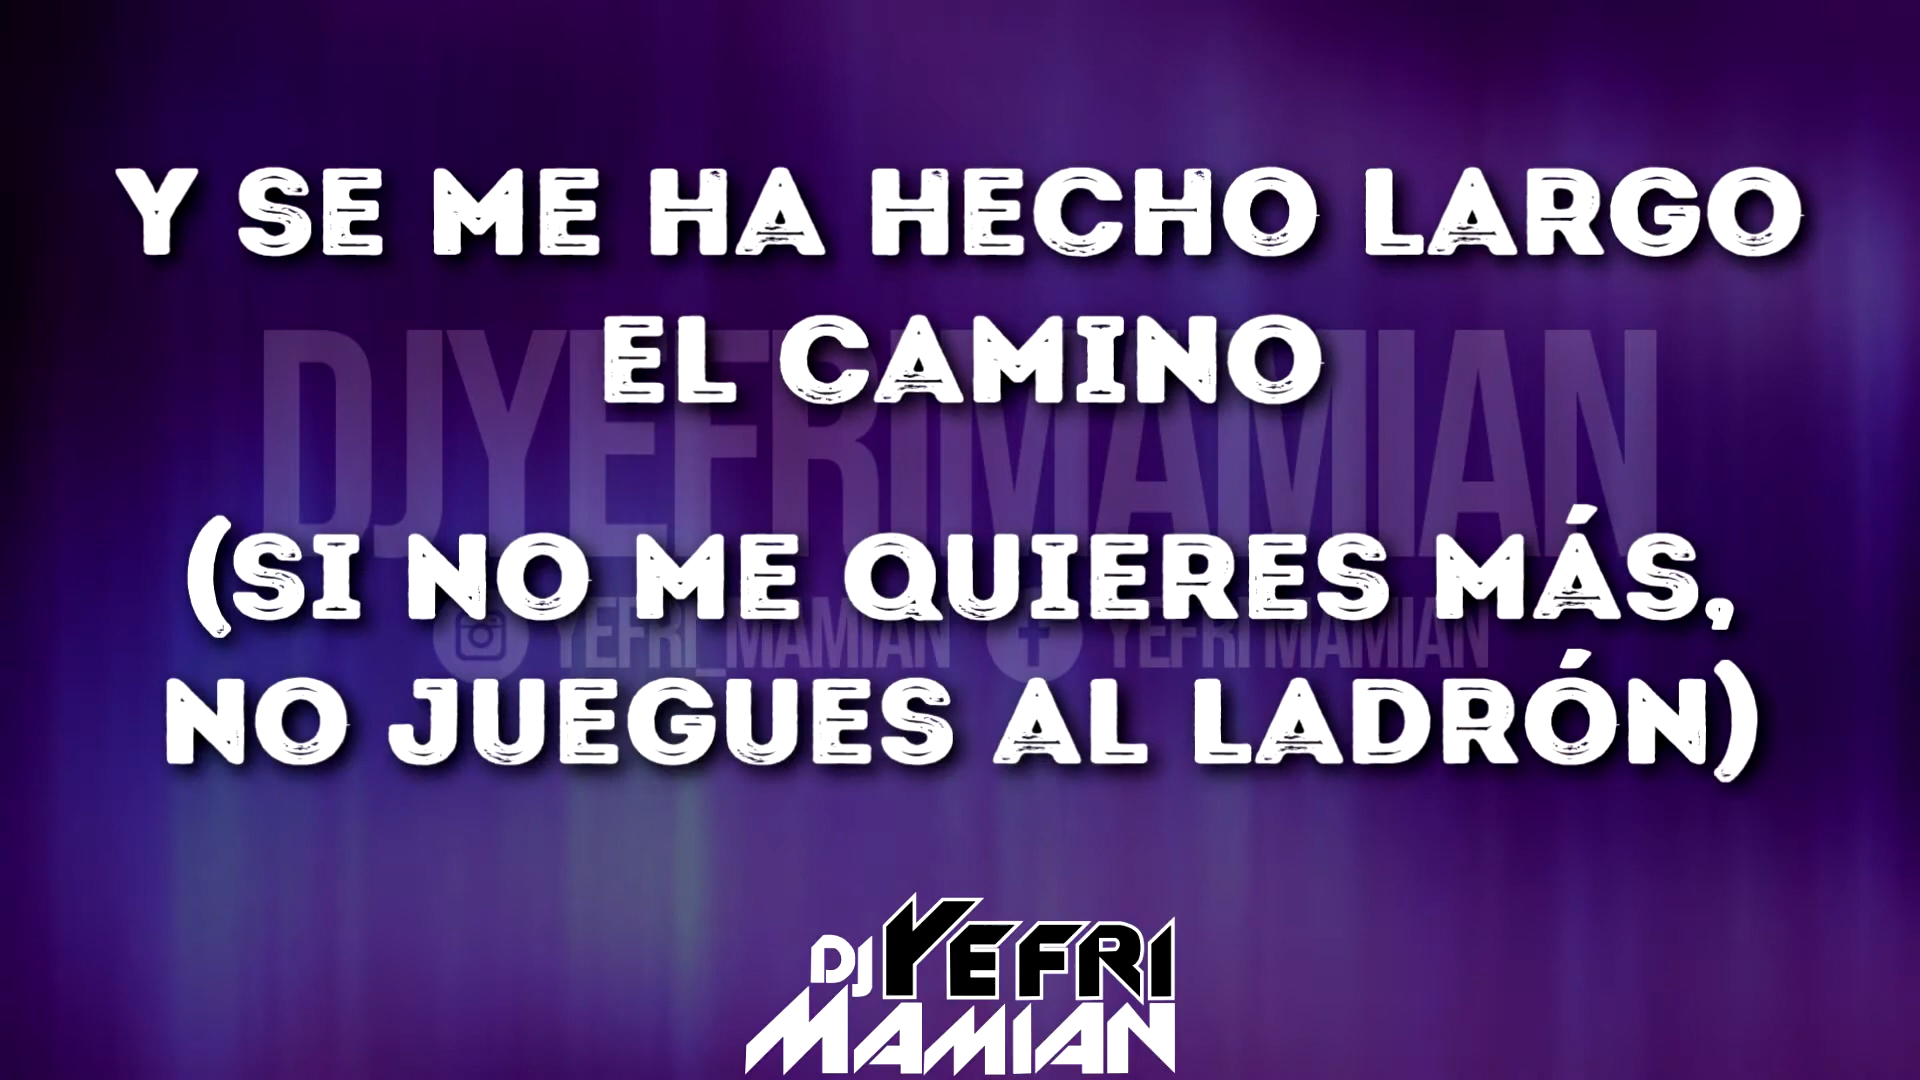 Y SE ME HA HECHO LARGO
EL CAMINO
DJYEFRIMAMIAN
(SI NO ME QUIERES MÁS,
YEFRI_MAMIAN YEFRI MAMIAN
NO JUEGUES AL LADRÓN)
DJ YEFRI
MAMIAN